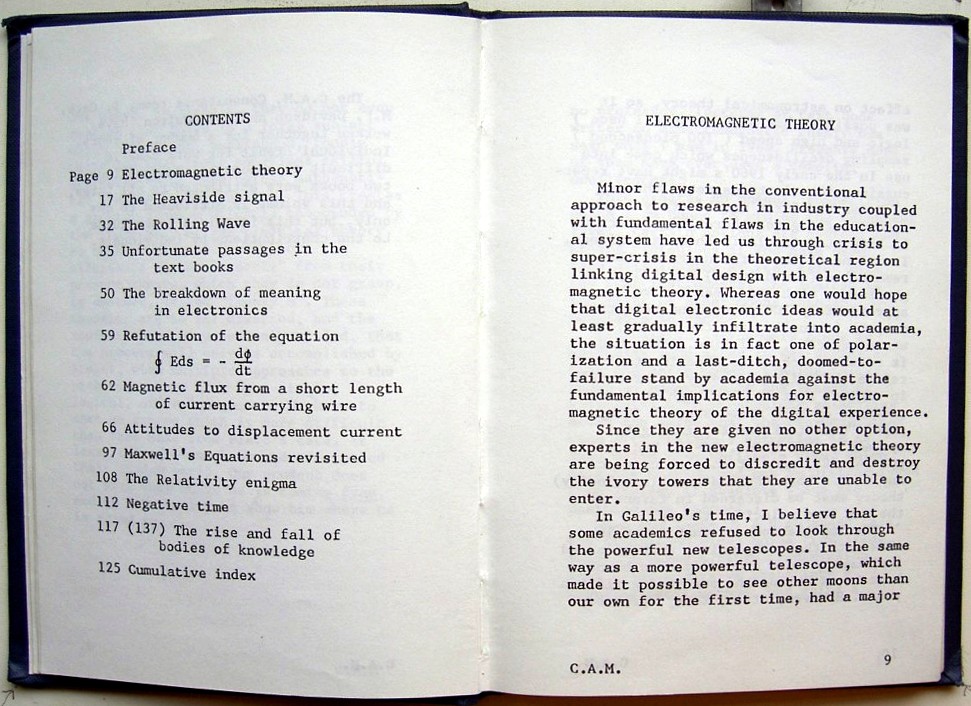 CONTENTS
Preface
Page 9 Electromagnetic theory
17 The Heaviside signal
32 The Rolling Wave
35 Unfortunate passages in the
text books
50 The breakdown of meaning
in electronics
59 Refutation of the equation
∮ Eds = - dϕ/dt
62 Magnetic flux from a short length
of current carrying wire
66 Attitudes to displacement current
97 Maxwell's Equations revisited
108 The Relativity enigma
112 Negative time
117 (137) The rise and fall of
bodies of knowledge
125 Cumulative index
ELECTROMAGNETIC THEORY
Minor flaws in the conventional
approach to research in industry coupled
with fundamental flaws in the education-
al system have led us through crisis to
super-crisis in the theoretical region
linking digital design with electro-
magnetic theory. Whereas one would hope
that digital electronic ideas would at
least gradually infiltrate into academia,
the situation is in fact one of polar-
ization and a last-ditch, doomed-to-
failure stand by academia against the
fundamental implications for electro-
magnetic theory of the digital experience.
Since they are given no other option,
experts in the new electromagnetic theory
are being forced to discredit and destroy
the ivory towers that they are unable to
enter.
In Galileo's time, I believe that
some academics refused to look through
the powerful new telescopes. In the same
way as a more powerful telescope, which
made it possible to see other moons than
our own for the first time, had a major
C.A.M.
9